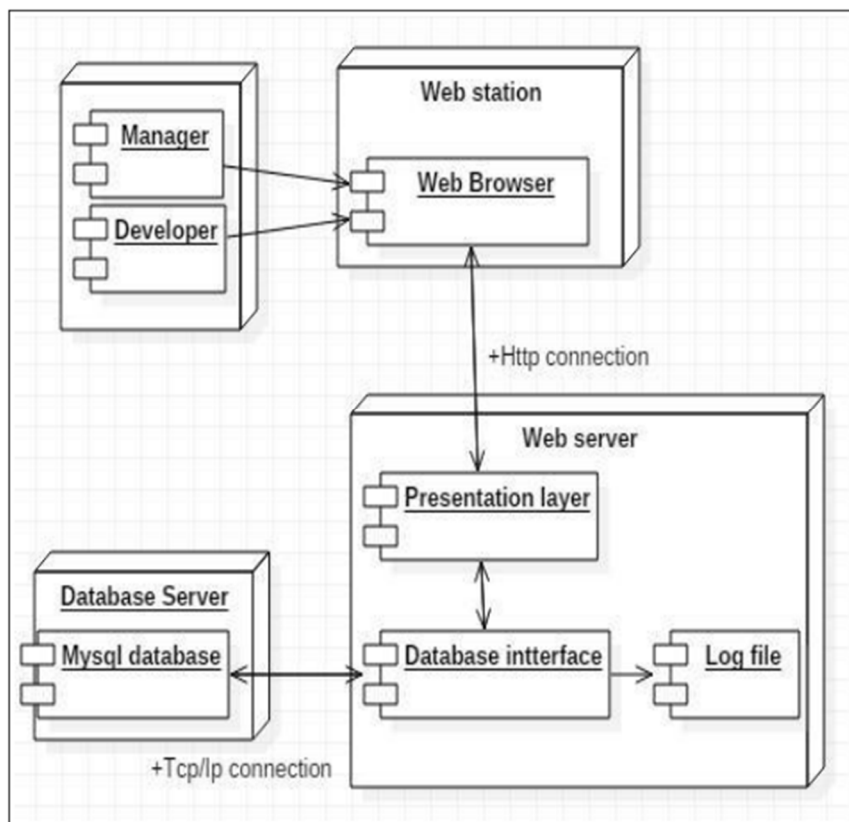 Web station
Manager
Web Browser
Developer
+Http connection
Web server
Presentation layer
Database Server
Mysql database
Database intterface
Log file
+Tcp/Ip connection